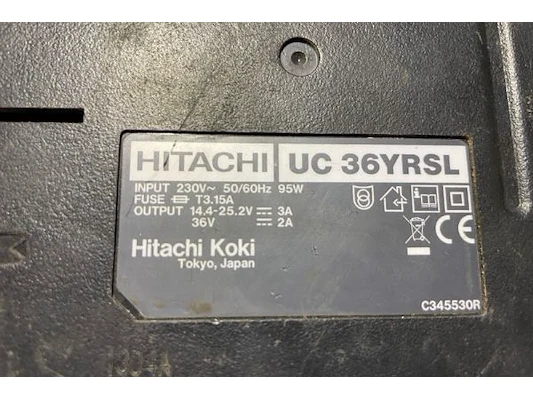 HITACHI UC 36YRSL
INPUT 230V~ 50/60Hz 95W
FUSE T3.15A
OUTPUT 14.4-25.2V ⎓ 3A
36V ⎓ 2A
Hitachi Koki
Tokyo, Japan
CE
C345530R